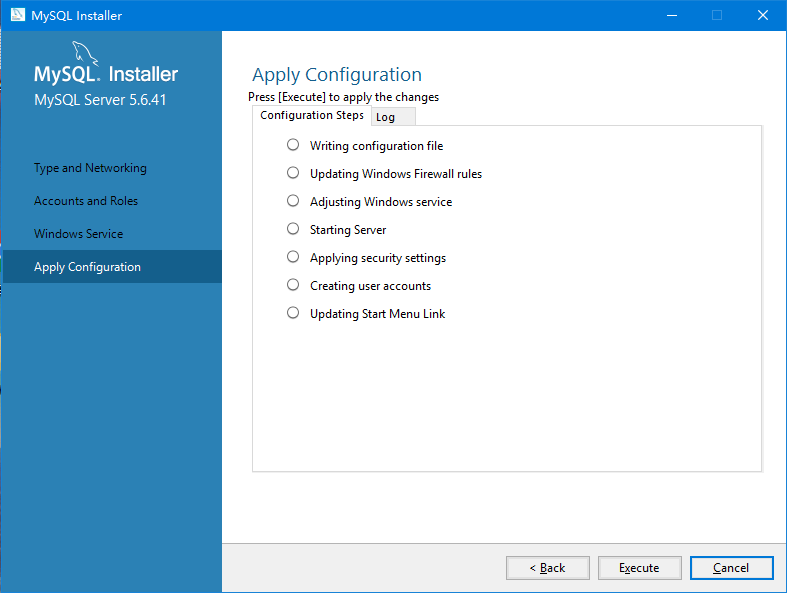 MySQL Installer
MySQL. Installer
MySQL Server 5.6.41
Type and Networking
Accounts and Roles
Windows Service
Apply Configuration
Apply Configuration
Press [Execute] to apply the changes
Configuration Steps
Log
Writing configuration file
Updating Windows Firewall rules
Adjusting Windows service
Starting Server
Applying security settings
Creating user accounts
Updating Start Menu Link
< Back
Execute
Cancel